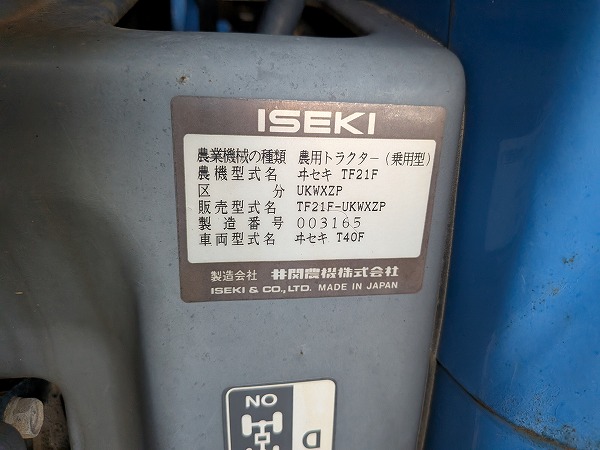 ISEKI
農業機械の種類 農用トラクター(乗用型)
農機型式名 ヰセキ TF21F
区分 UKWXZP
販売型式名 TF21F-UKWXZP
製造番号 003165
車両型式名 ヰセキ T40F
製造会社 井関農機株式会社
ISEKI & CO., LTD. MADE IN JAPAN
NO
D